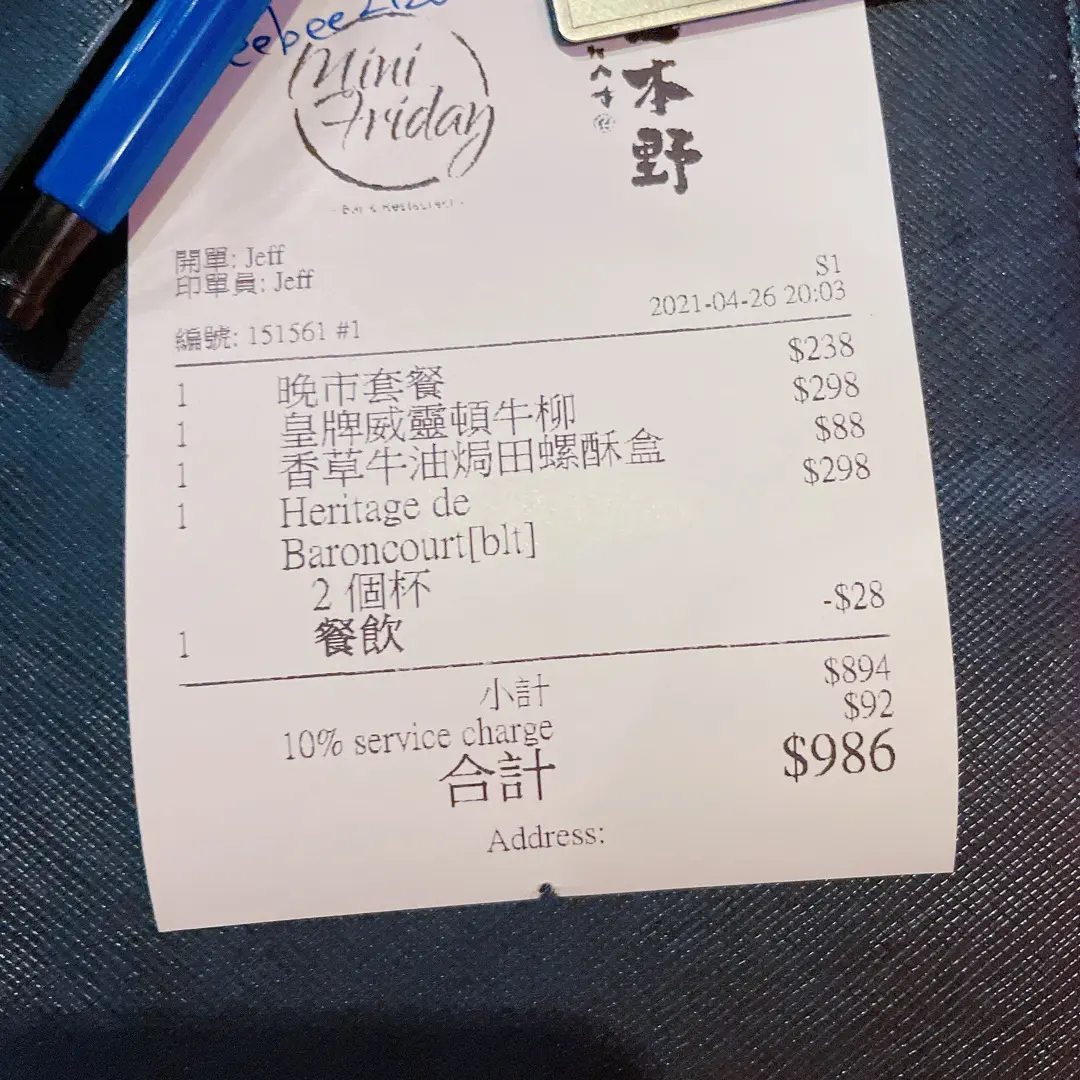 Mini
Friday
- Bar & Restaurant -
本
野
開單: Jeff
印單員: Jeff
S1
編號: 151561 #1
2021-04-26 20:03
1 晚市套餐 $238
1 皇牌威靈頓牛柳 $298
1 香草牛油焗田螺酥盒 $88
1 Heritage de $298
Baroncourt[blt]
2 個杯
1 餐飲 -$28
小計 $894
10% service charge $92
合計 $986
Address: